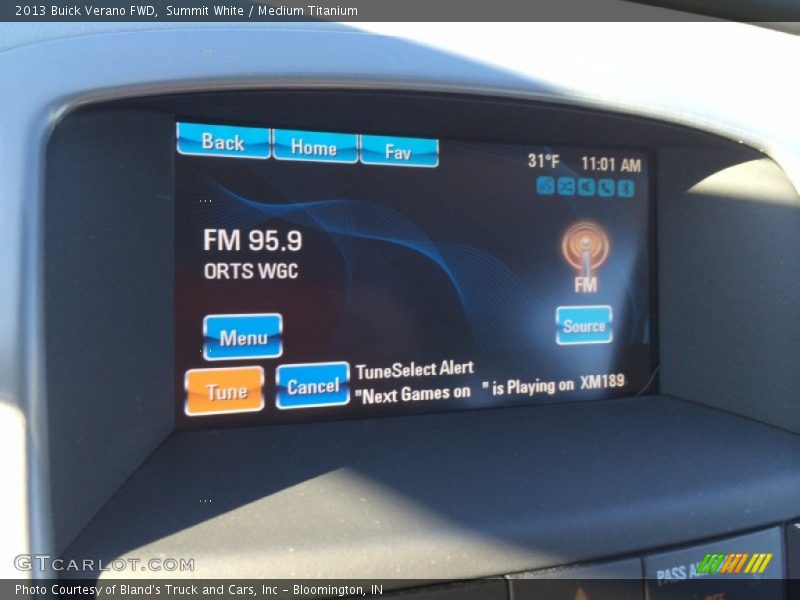 2013 Buick Verano FWD, Summit White / Medium Titanium
Back Home Fav
31°F 11:01 AM
FM 95.9
ORTS WGC
FM
Menu
Source
Tune
Cancel
TuneSelect Alert
"Next Games on " is Playing on XM189
PASS
GTcarlot.com
Photo Courtesy of Bland's Truck and Cars, Inc - Bloomington, IN